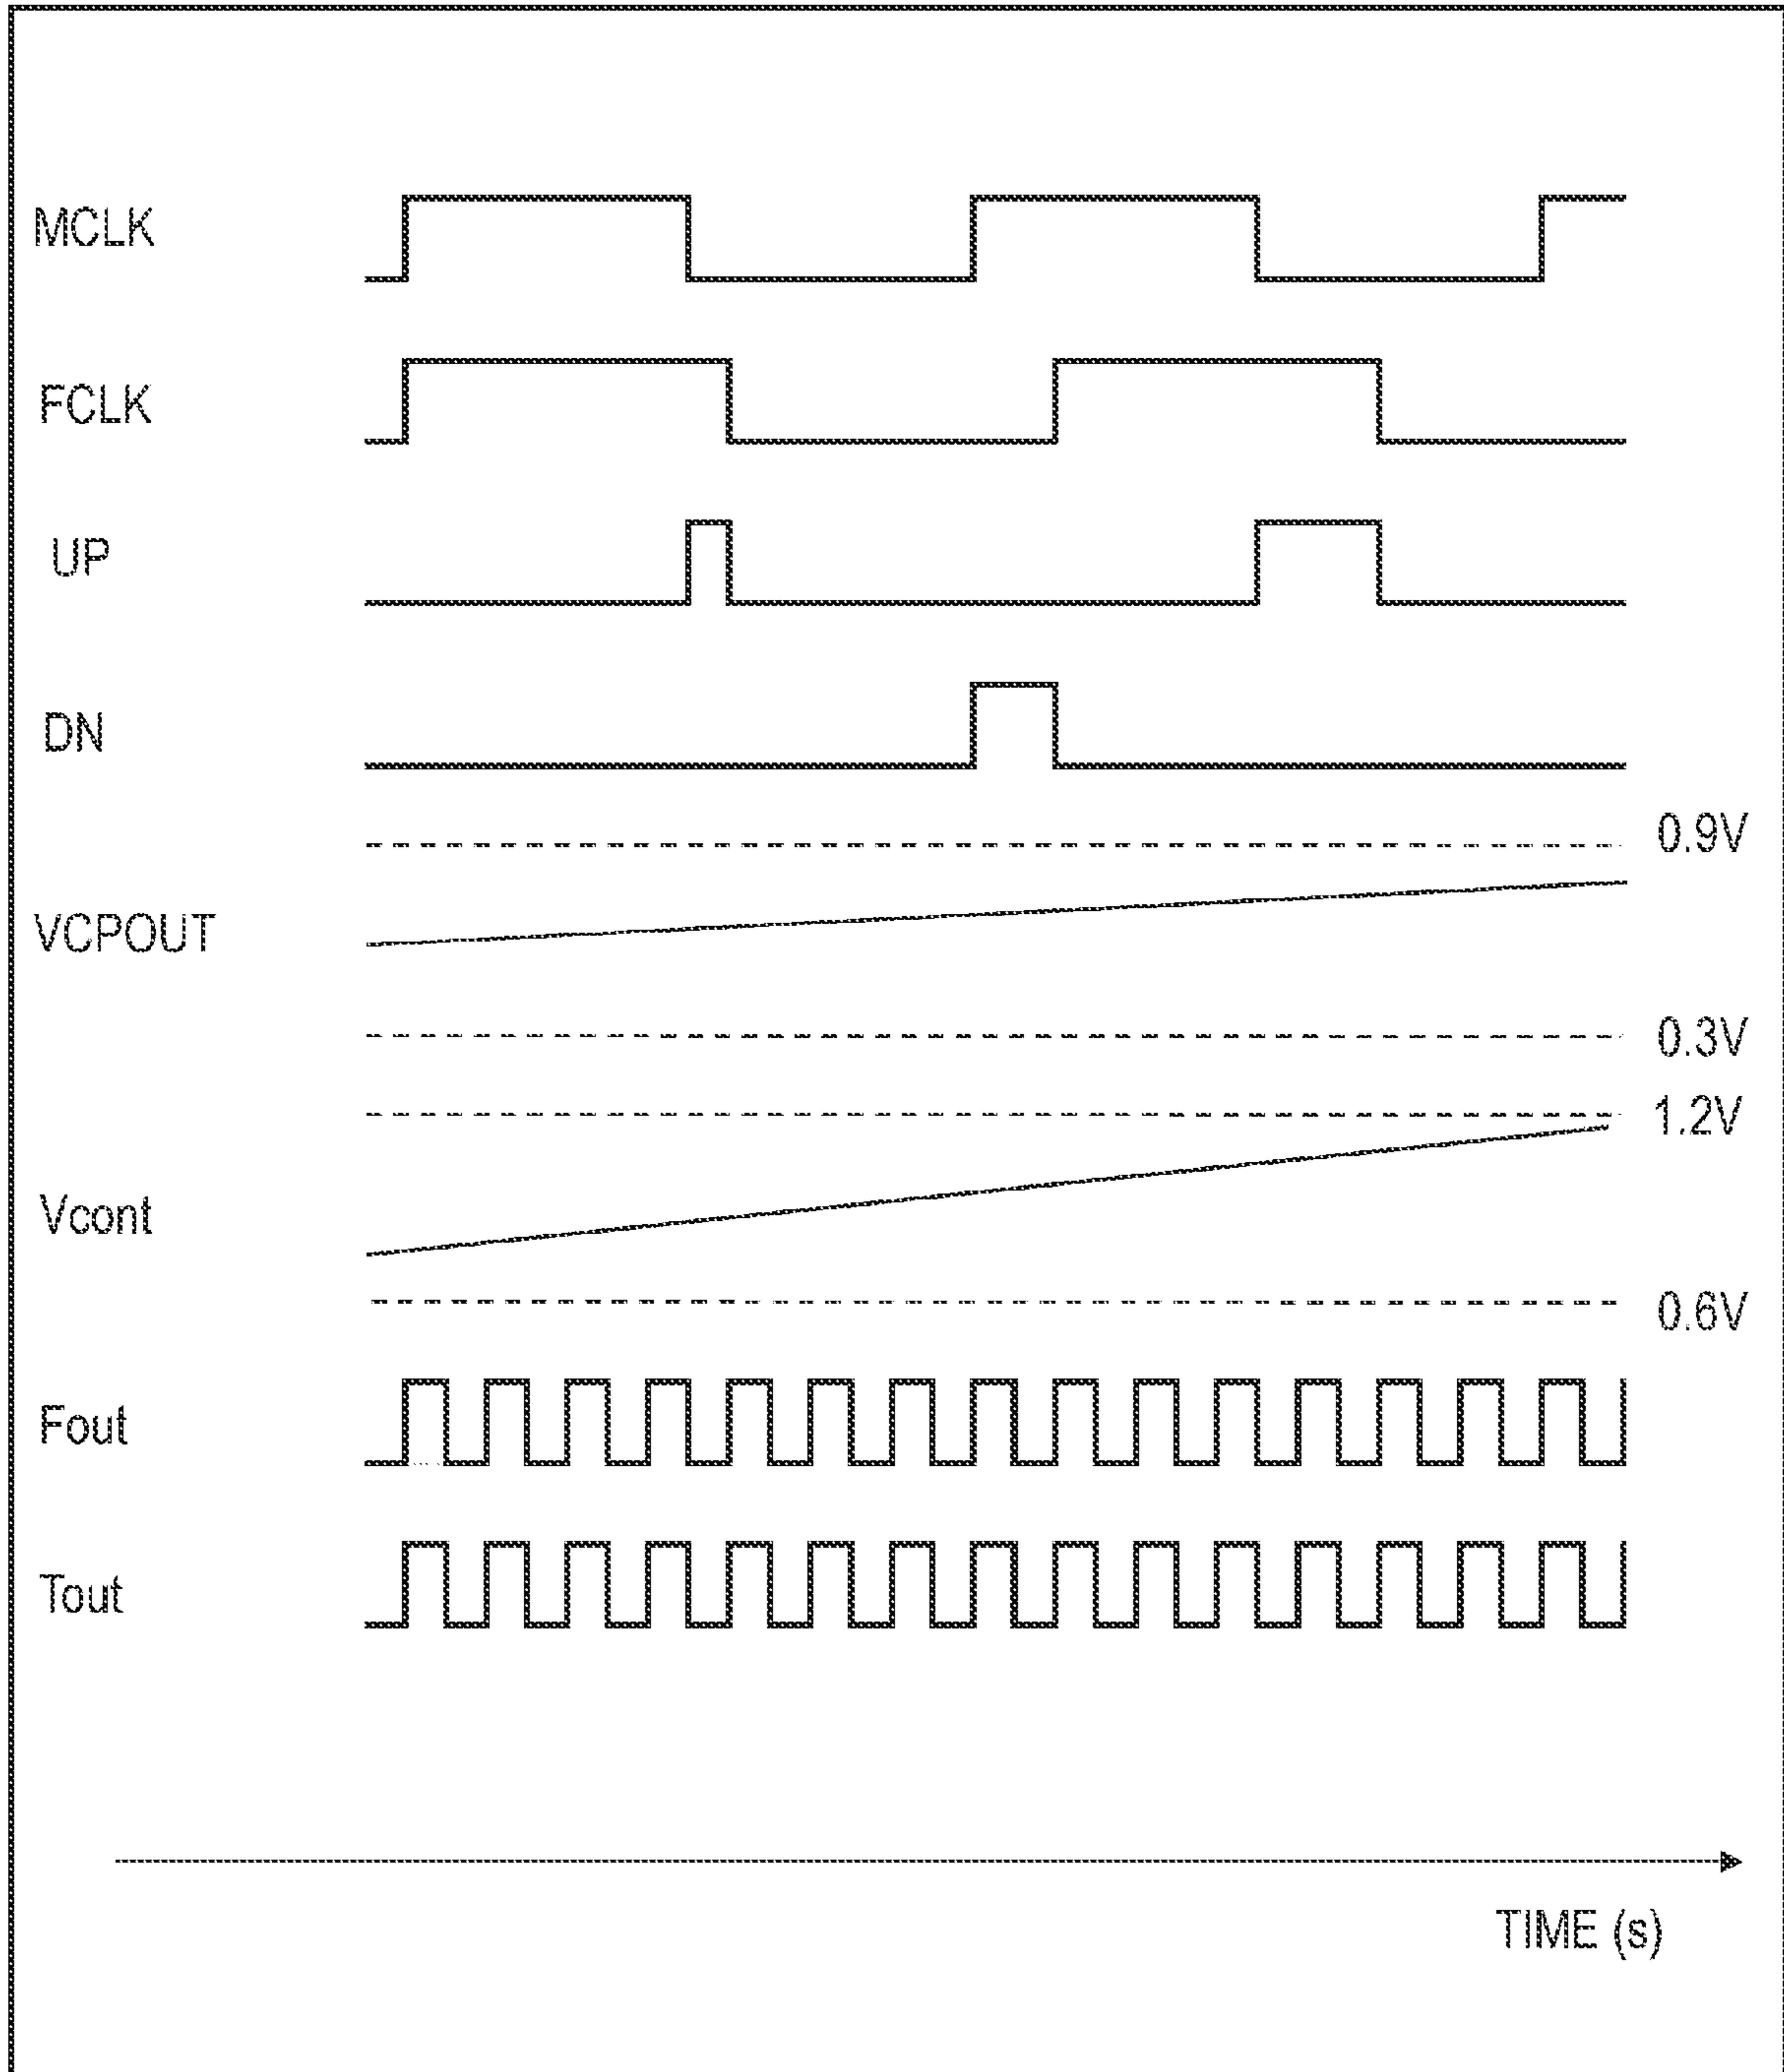 MCLK
FCLK
UP
DN
0.9V
VCPOUT
0.3V
1.2V
Vcont
0.6V
Fout
Tout
TIME (s)